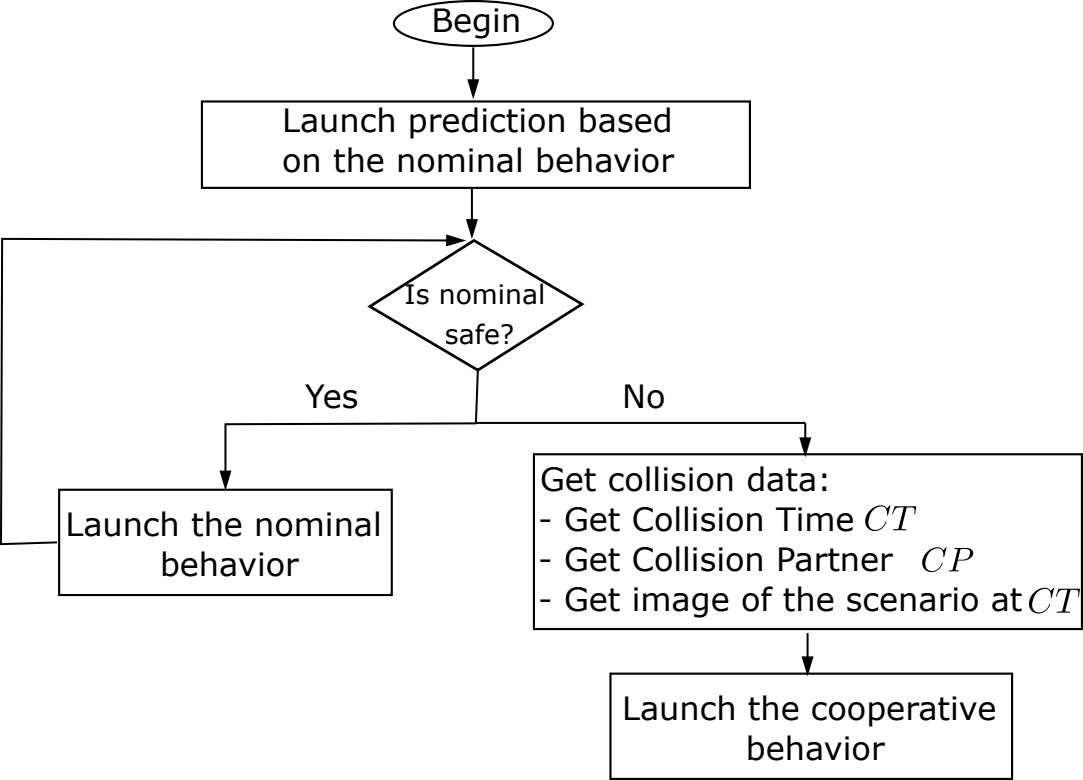 Begin
Launch prediction based
on the nominal behavior
Is nominal
safe?
Yes
No
Get collision data:
- Get Collision Time CT
- Get Collision Partner CP
- Get image of the scenario at CT
Launch the nominal
behavior
Launch the cooperative
behavior